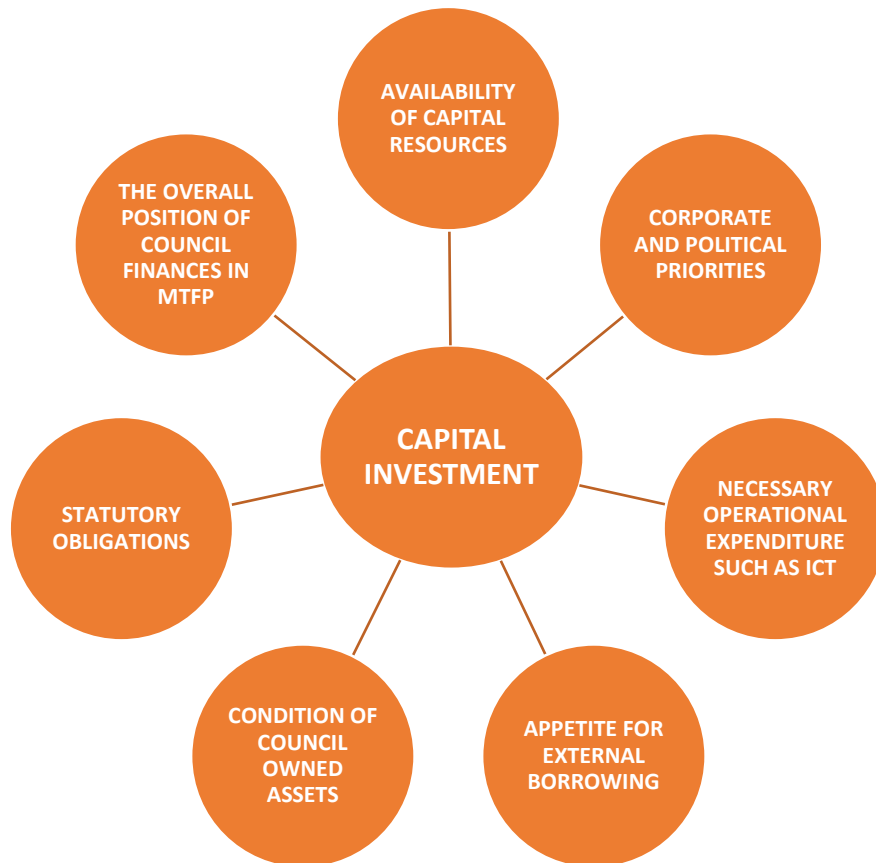 AVAILABILITY
OF CAPITAL
RESOURCES
THE OVERALL
POSITION OF
COUNCIL
FINANCES IN
MTFP
CORPORATE
AND POLITICAL
PRIORITIES
CAPITAL
INVESTMENT
STATUTORY
OBLIGATIONS
NECESSARY
OPERATIONAL
EXPENDITURE
SUCH AS ICT
CONDITION OF
COUNCIL
OWNED
ASSETS
APPETITE FOR
EXTERNAL
BORROWING